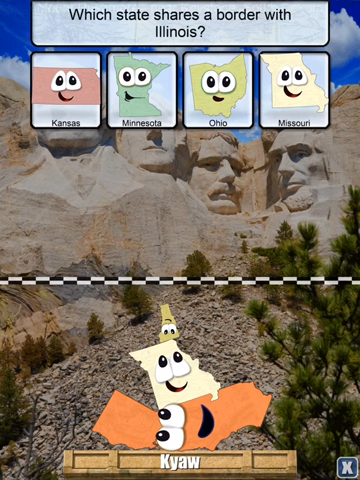 Which state shares a border with
Illinois?
Kansas
Minnesota
Ohio
Missouri
Kyaw
X